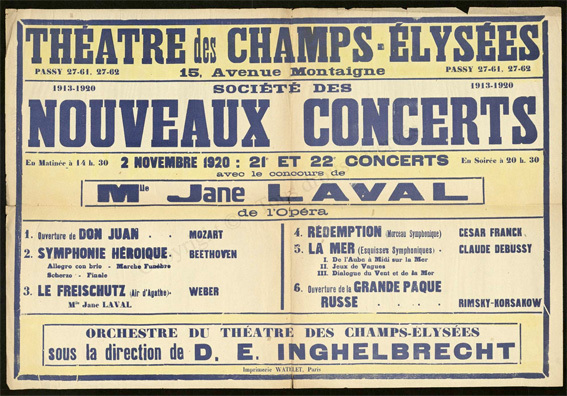 THÉATRE des CHAMPS-ÉLYSÉES
PASSY 27-61, 27-62
15, Avenue Montaigne
PASSY 27-61, 27-62
1913-1920
SOCIÉTÉ DES
1913-1920
NOUVEAUX CONCERTS
En Matinée à 14 h. 30
2 NOVEMBRE 1920 : 21e ET 22e CONCERTS
En Soirée à 20 h. 30
avec le concours de
Mlle Jane LAVAL
de l'Opéra
1. Ouverture de DON JUAN . . MOZART
2. SYMPHONIE HÉROIQUE. BEETHOVEN
Allegro con brio - Marche Funèbre
Scherzo - Finale
3. LE FREISCHUTZ (Air d'Agathe)- WEBER
Mlle Jane LAVAL
4. RÉDEMPTION (Morceau Symphonique) CESAR FRANCK
5. LA MER (Esquisses Symphoniques) - CLAUDE DEBUSSY
I. De l'Aube à Midi sur la Mer
II. Jeux de Vagues
III. Dialogue du Vent et de la Mer
6. Ouverture de la GRANDE PAQUE
RUSSE . . . . . RIMSKY-KORSAKOW
ORCHESTRE DU THÉATRE DES CHAMPS-ELYSÉES
sous la direction de D. E. INGHELBRECHT
Imprimerie WATELET, Paris